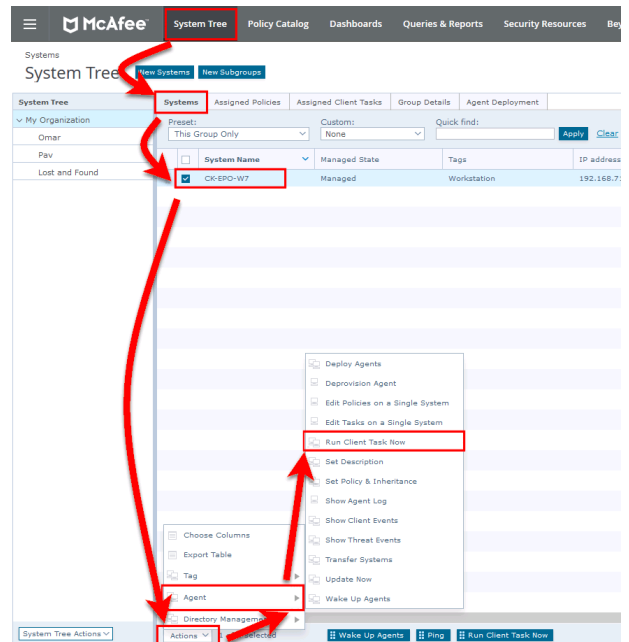 McAfee System Tree Policy Catalog Dashboards Queries & Reports Security Resources
Systems
System Tree New Systems New Subgroups
System Tree Systems Assigned Policies Assigned Client Tasks Group Details Agent Deployment
My Organization Preset: Custom: Quick find:
Omar This Group Only None Apply Clear
Pav System Name Managed State Tags IP address
Lost and Found CK-EPO-W7 Managed Workstation
Deploy Agents
Deprovision Agent
Edit Policies on a Single System
Edit Tasks on a Single System
Run Client Task Now
Set Description
Set Policy & Inheritance
Show Agent Log
Choose Columns Show Client Events
Export Table Show Threat Events
Tag Transfer Systems
Agent Update Now
Directory Management Wake Up Agents
System Tree Actions Actions selected Wake Up Agents Ping Run Client Task Now